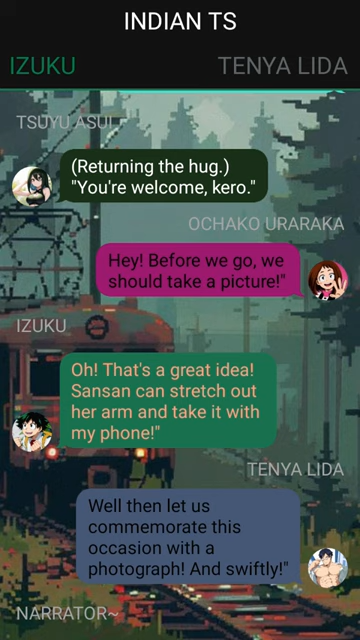 INDIAN TS
IZUKU TENYA LIDA
TSUYU ASUI
(Returning the hug.)
"You're welcome, kero."
OCHAKO URARAKA
Hey! Before we go, we
should take a picture!"
IZUKU
Oh! That's a great idea!
Sansan can stretch out
her arm and take it with
my phone!"
TENYA LIDA
Well then let us
commemorate this
occasion with a
photograph! And swiftly!"
NARRATOR~